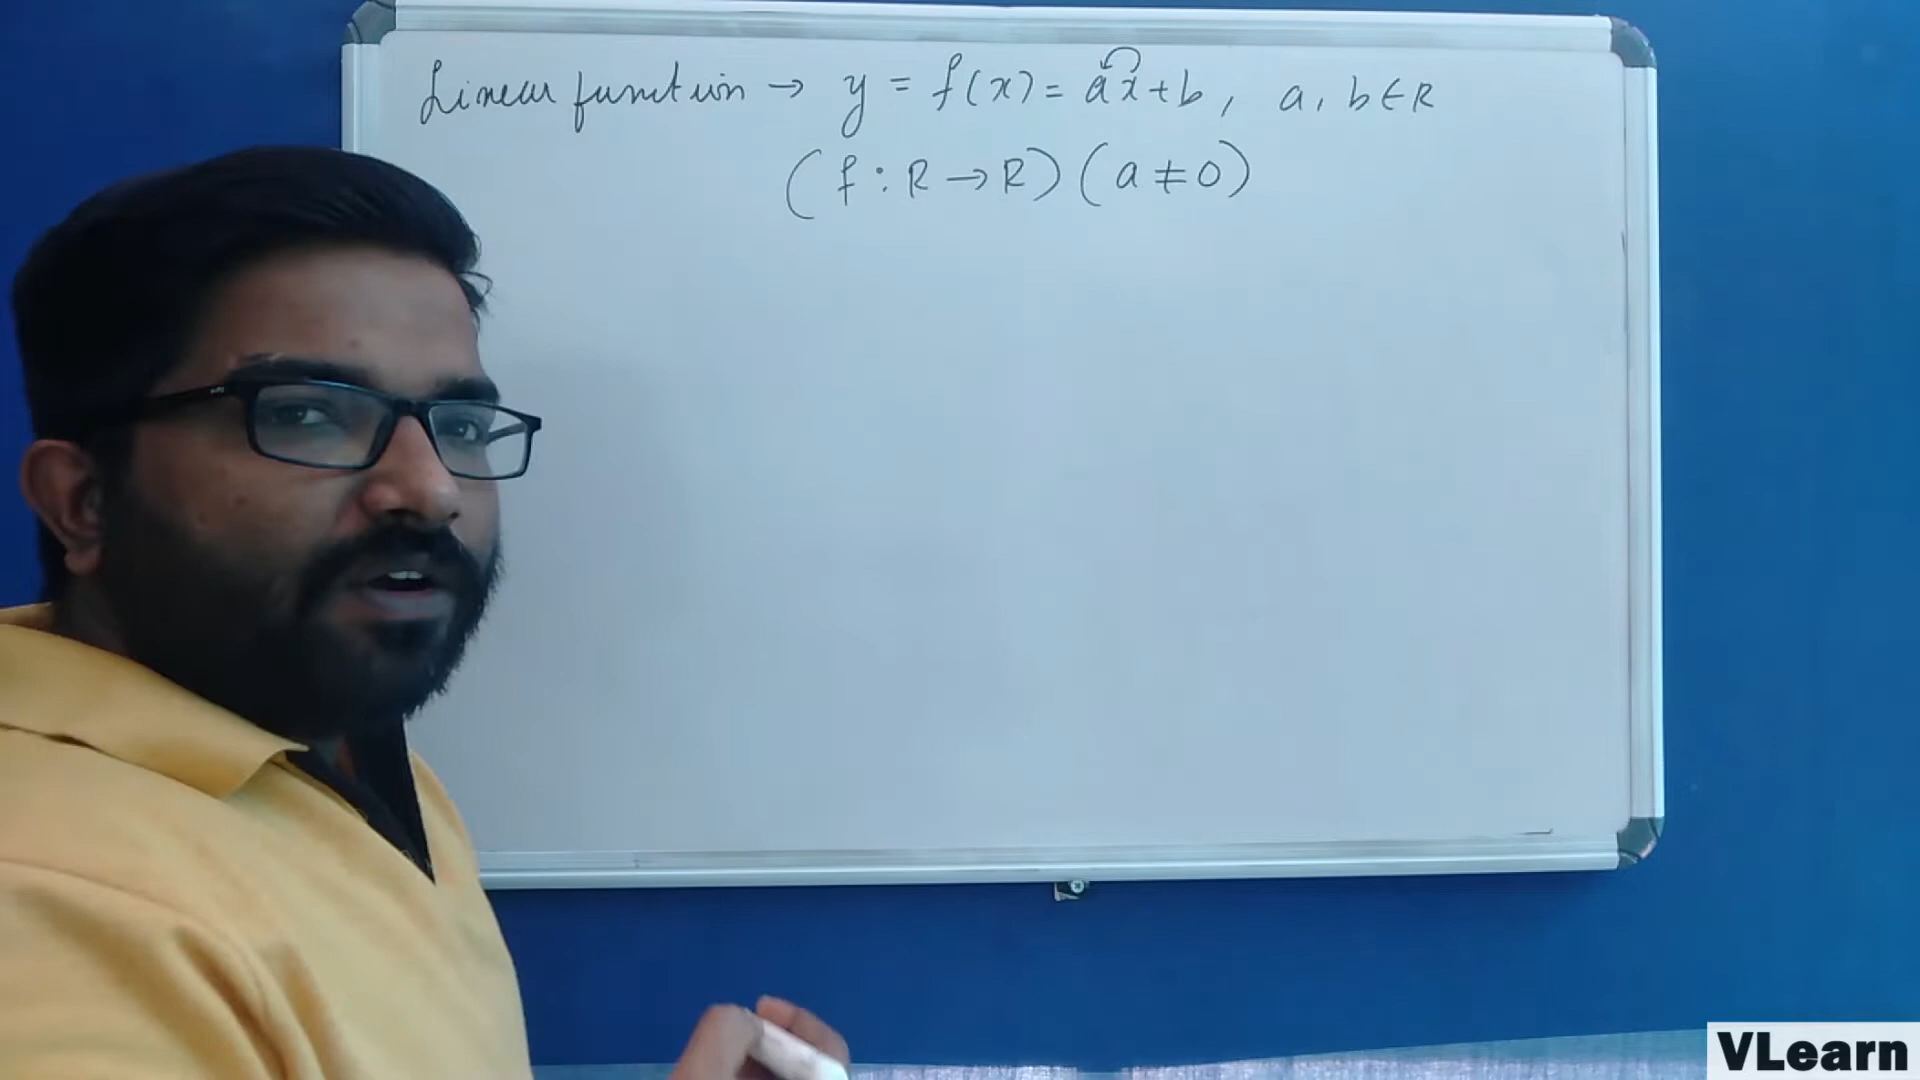 Linear function → y = f(x) = ax+b, a, b ∈ R
(f : R → R) (a ≠ 0)
VLearn